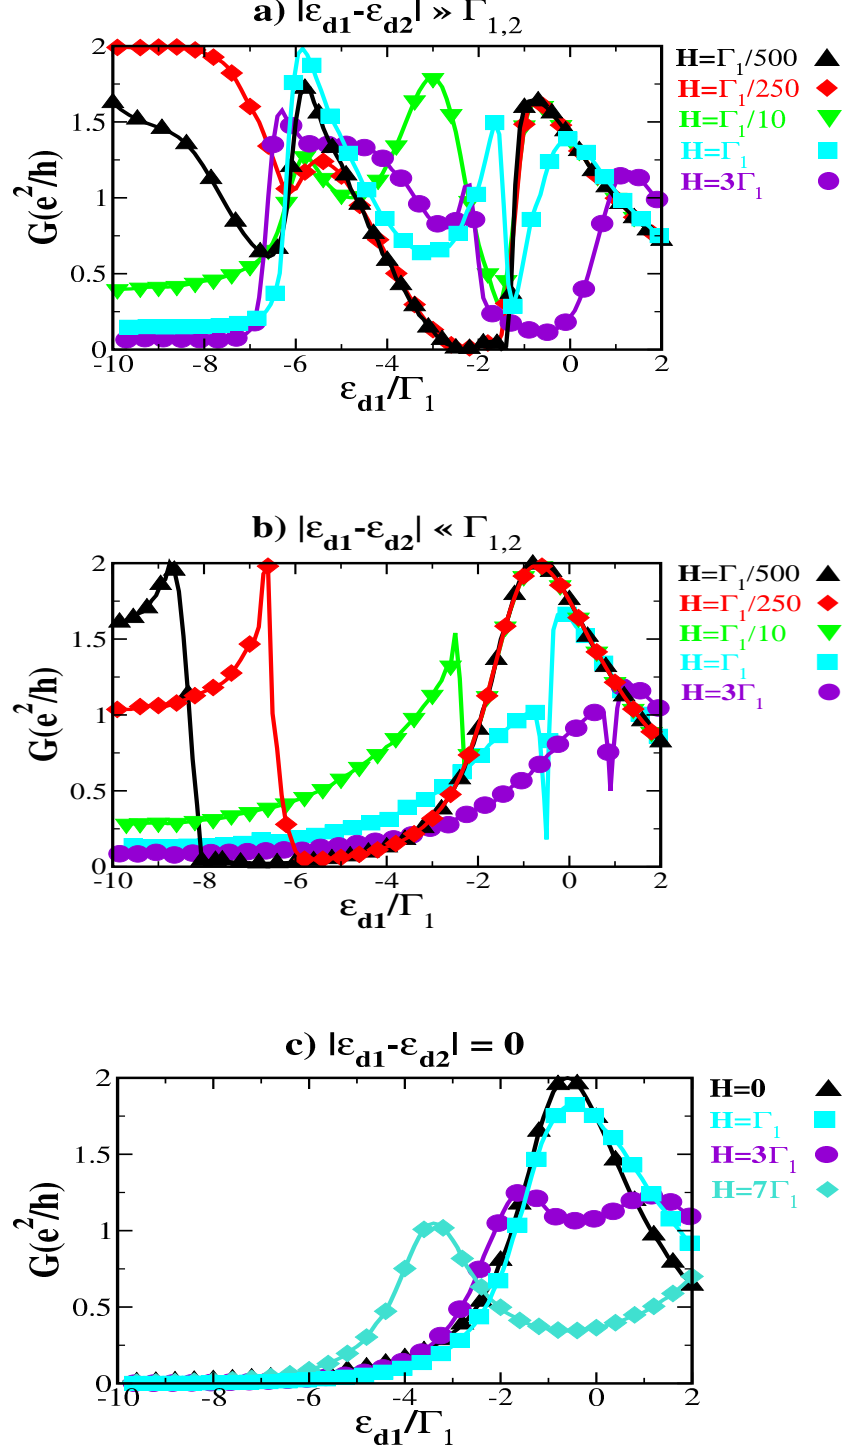 a) |εd1-εd2| » Γ1,2
2
1.5
1
0.5
0
G(e²/h)
-10 -8 -6 -4 -2 0 2
εd1/Γ1
H=Γ1/500
H=Γ1/250
H=Γ1/10
H=Γ1
H=3Γ1
b) |εd1-εd2| « Γ1,2
2
1.5
1
0.5
0
G(e²/h)
-10 -8 -6 -4 -2 0 2
εd1/Γ1
H=Γ1/500
H=Γ1/250
H=Γ1/10
H=Γ1
H=3Γ1
c) |εd1-εd2| = 0
2
1.5
1
0.5
0
G(e²/h)
-10 -8 -6 -4 -2 0 2
εd1/Γ1
H=0
H=Γ1
H=3Γ1
H=7Γ1